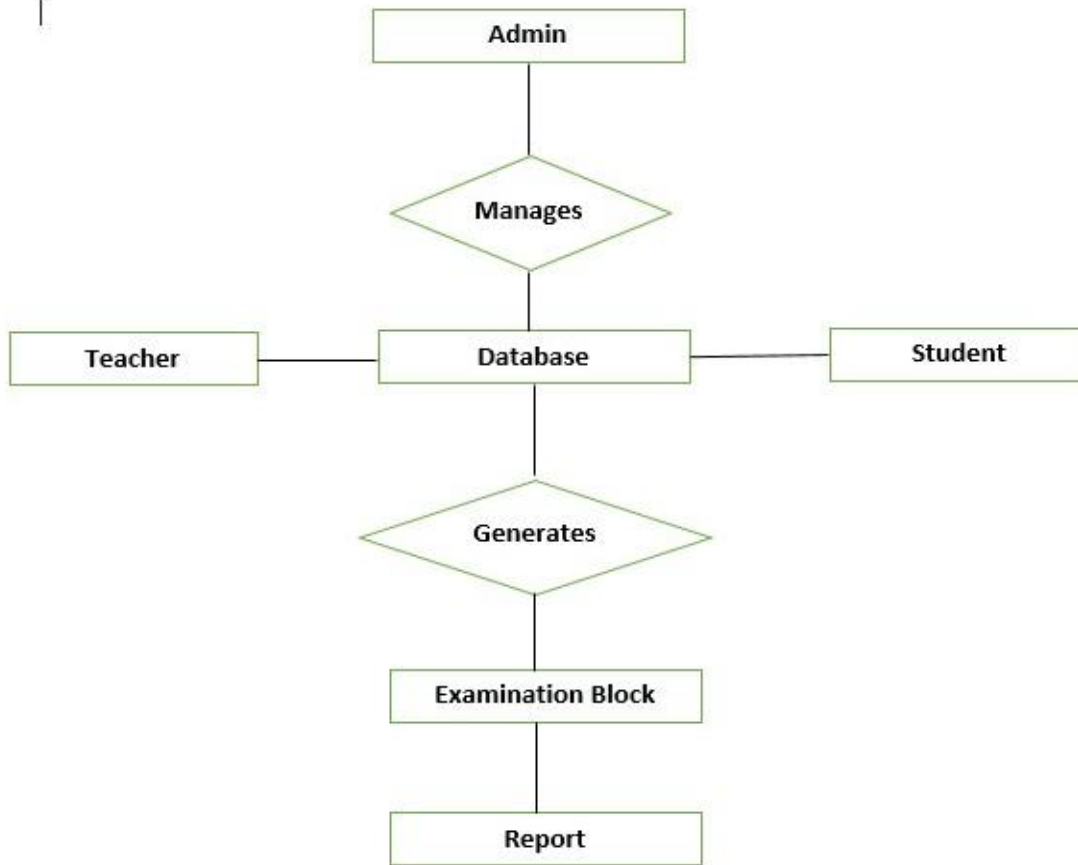 Admin
Manages
Teacher
Database
Student
Generates
Examination Block
Report